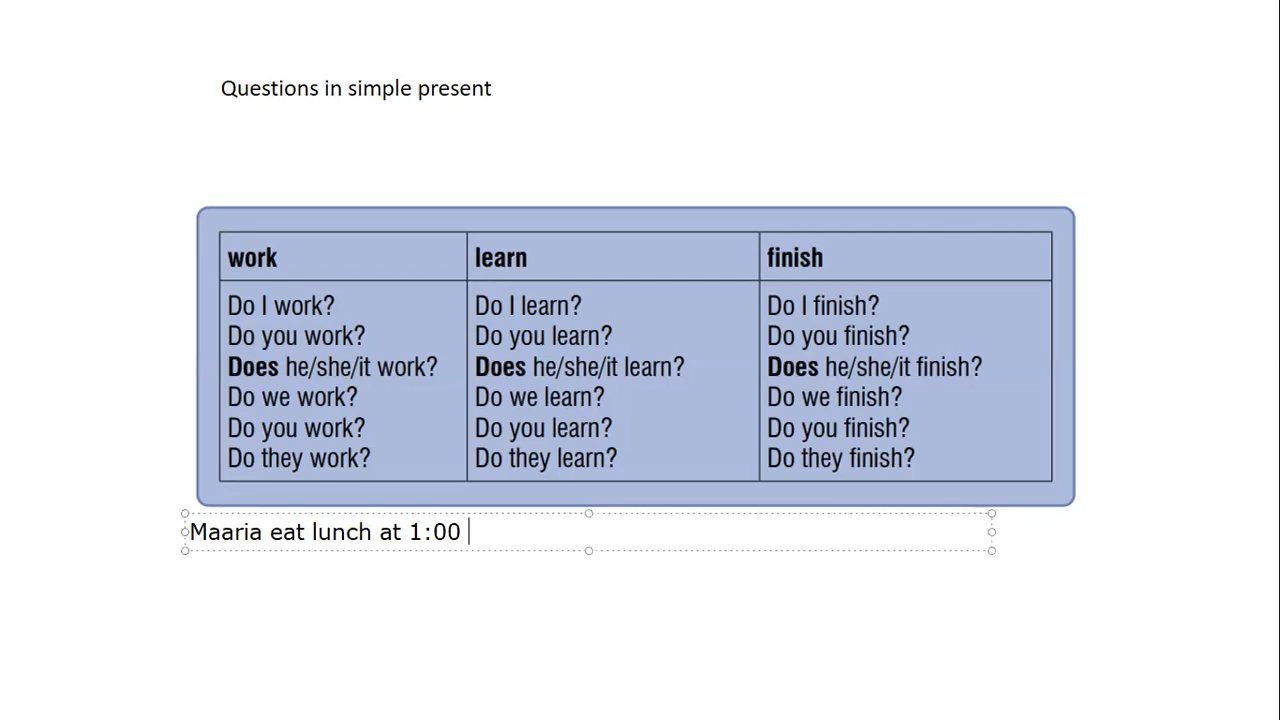 Questions in simple present
work learn finish
Do I work? Do I learn? Do I finish?
Do you work? Do you learn? Do you finish?
Does he/she/it work? Does he/she/it learn? Does he/she/it finish?
Do we work? Do we learn? Do we finish?
Do you work? Do you learn? Do you finish?
Do they work? Do they learn? Do they finish?
Maaria eat lunch at 1:00